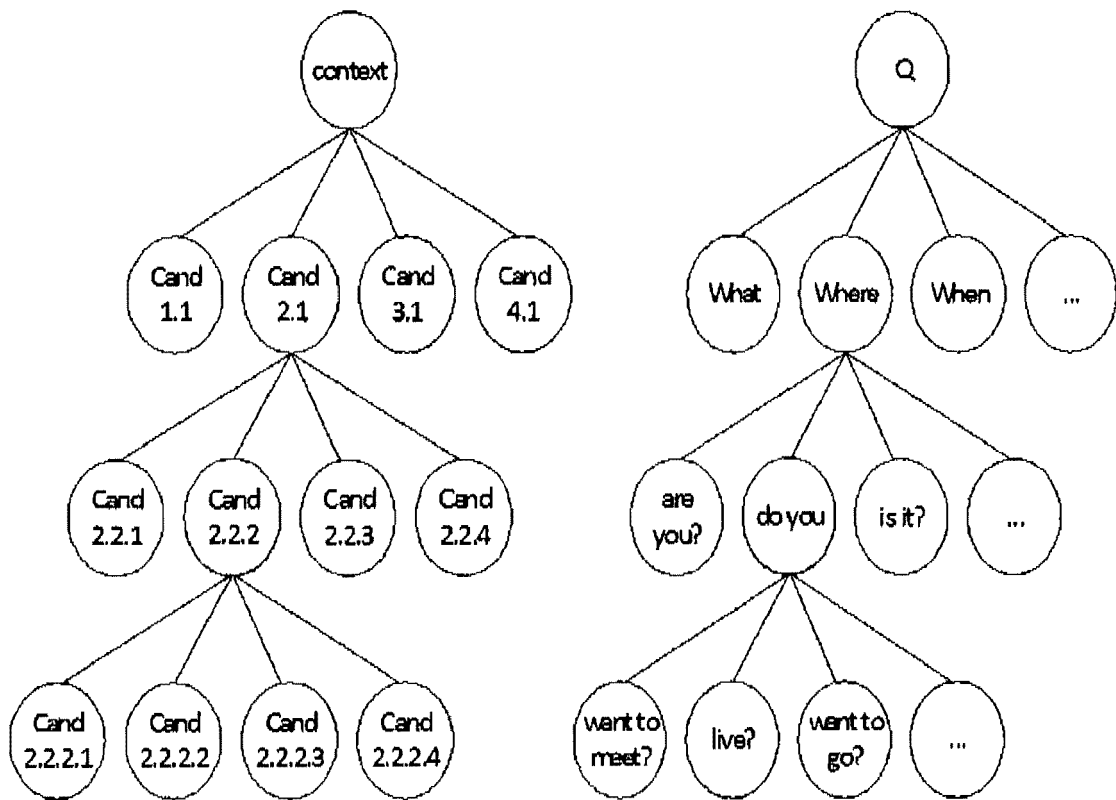 context
Cand
1.1
Cand
2.1
Cand
3.1
Cand
4.1
Cand
2.2.1
Cand
2.2.2
Cand
2.2.3
Cand
2.2.4
Cand
2.2.2.1
Cand
2.2.2.2
Cand
2.2.2.3
Cand
2.2.2.4
Q
What
Where
When
...
are
you?
do you
is it?
...
want to
meet?
live?
want to
go?
...